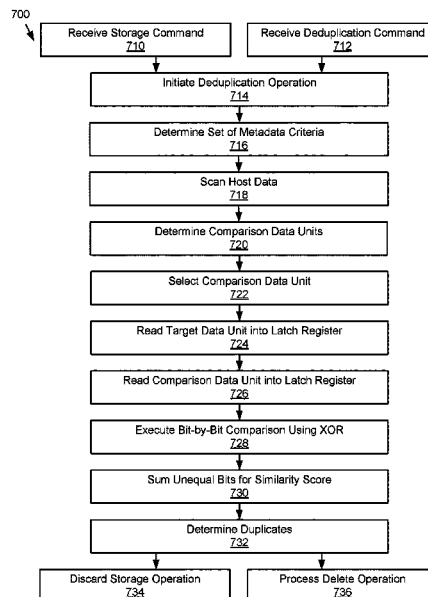 700
Receive Storage Command
710
Receive Deduplication Command
712
Initiate Deduplication Operation
714
Determine Set of Metadata Criteria
716
Scan Host Data
718
Determine Comparison Data Units
720
Select Comparison Data Unit
722
Read Target Data Unit into Latch Register
724
Read Comparison Data Unit into Latch Register
726
Execute Bit-by-Bit Comparison Using XOR
728
Sum Unequal Bits for Similarity Score
730
Determine Duplicates
732
Discard Storage Operation
734
Process Delete Operation
736